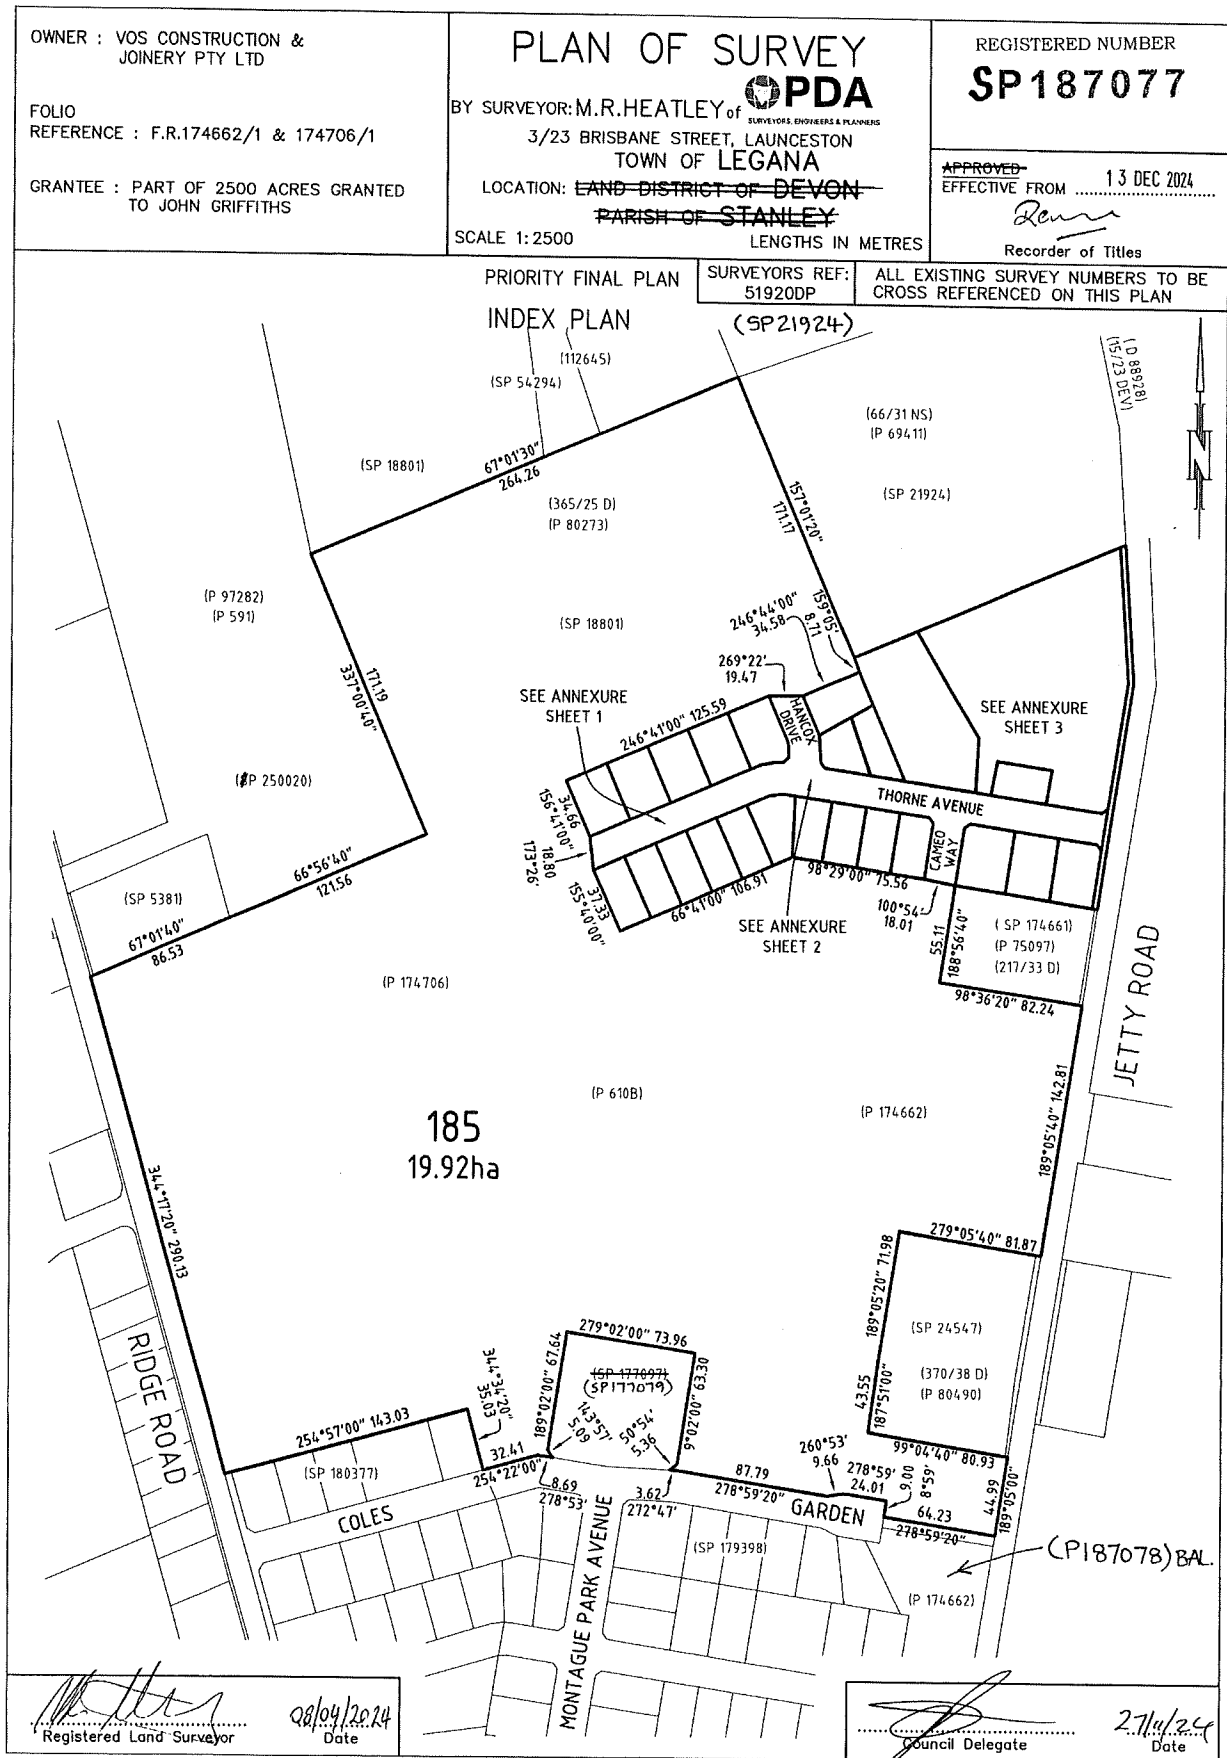 OWNER : VOS CONSTRUCTION &
JOINERY PTY LTD
FOLIO
REFERENCE : F.R.174662/1 & 174706/1
GRANTEE : PART OF 2500 ACRES GRANTED
TO JOHN GRIFFITHS
PLAN OF SURVEY
BY SURVEYOR: M.R.HEATLEY of PDA
SURVEYORS, ENGINEERS & PLANNERS
3/23 BRISBANE STREET, LAUNCESTON
TOWN OF LEGANA
LOCATION: LAND DISTRICT OF DEVON
PARISH OF STANLEY
SCALE 1:2500
LENGTHS IN METRES
REGISTERED NUMBER
SP187077
APPROVED
EFFECTIVE FROM 13 DEC 2024
Recorder of Titles
PRIORITY FINAL PLAN
SURVEYORS REF:
51920DP
ALL EXISTING SURVEY NUMBERS TO BE
CROSS REFERENCED ON THIS PLAN
INDEX PLAN
(SP21924)
(112645)
(SP 54294)
(D 88928)
(15/23 DEV)
(66/31 NS)
(P 69411)
(SP 18801)
67°01'30"
264.26
(365/25 D)
(P 80273)
157°01'20"
171.17
(SP 21924)
N
(P 97282)
(P 591)
(SP 18801)
246°44'00"
34.58
159°05'
8.71
171.19
337°00'40"
269°22'
19.47
SEE ANNEXURE
SHEET 1
246°41'00" 125.59
HANCOX
DRIVE
SEE ANNEXURE
SHEET 3
(P 250020)
34.66
156°41'00"
18.80
173°26'
37.33
155°40'00"
THORNE AVENUE
CAMEO
WAY
66°56'40"
121.56
(SP 5381)
67°01'40"
86.53
66°41'00" 106.91
98°29'00" 75.56
100°54'
18.01
SEE ANNEXURE
SHEET 2
55.11
188°56'40"
(SP 174661)
(P 75097)
(217/33 D)
98°36'20" 82.24
(P 174706)
JETTY ROAD
(P 610B)
(P 174662)
189°05'40" 142.81
185
19.92ha
344°17'20" 290.13
279°05'40" 81.87
189°05'20" 71.98
(SP 24547)
(370/38 D)
(P 80490)
43.55
187°51'00"
99°04'40" 80.93
RIDGE ROAD
279°02'00" 73.96
189°02'00" 67.64
(SP 177097)
(SP177079)
9°02'00" 63.30
143°57'
5.09
50°54'
5.36
344°34'20"
35.03
254°57'00" 143.03
(SP 180377)
32.41
254°22'00"
8.69
278°53'
3.62
272°47'
87.79
278°59'20"
260°53'
9.66
278°59'
24.01
9.00
8°59'
44.99
189°05'00"
64.23
278°59'20"
COLES
GARDEN
MONTAGUE PARK AVENUE
(SP 179398)
(P187078) BAL.
(P 174662)
Registered Land Surveyor
08/09/2024
Date
Council Delegate
27/11/24
Date